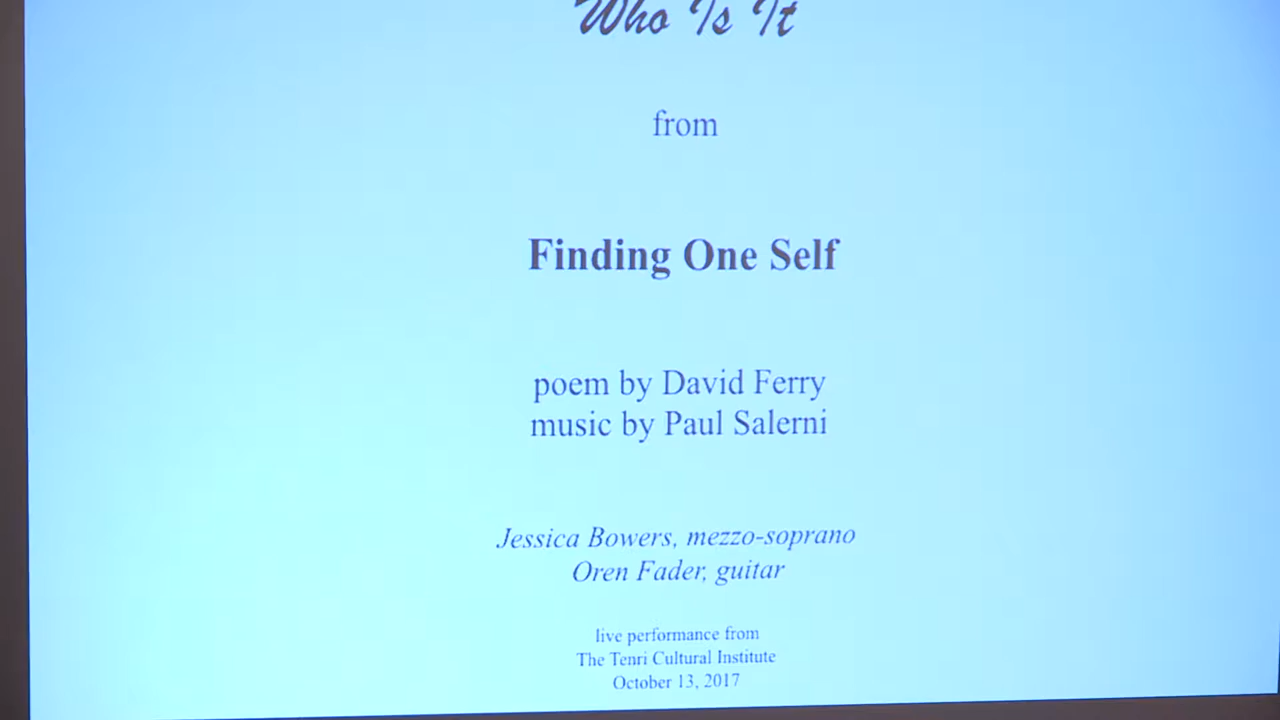 Who Is It
from
Finding One Self
poem by David Ferry
music by Paul Salerni
Jessica Bowers, mezzo-soprano
Oren Fader, guitar
live performance from
The Tenri Cultural Institute
October 13, 2017